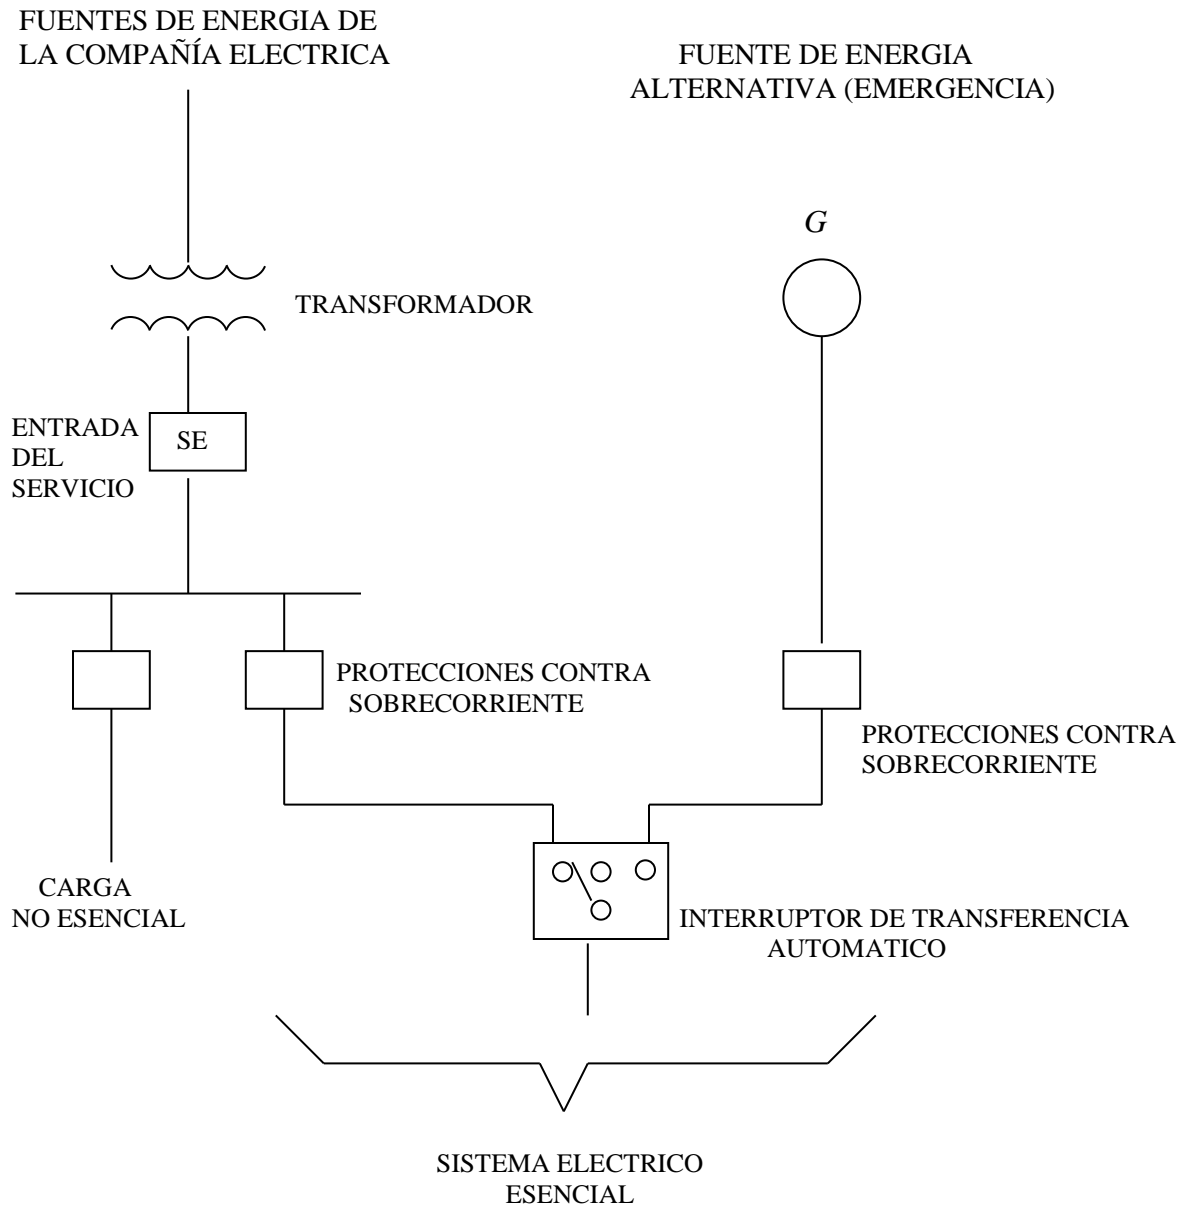 FUENTES DE ENERGIA DE
LA COMPAÑÍA ELECTRICA
FUENTE DE ENERGIA
ALTERNATIVA (EMERGENCIA)
G
TRANSFORMADOR
ENTRADA
DEL
SERVICIO
SE
PROTECCIONES CONTRA
SOBRECORRIENTE
PROTECCIONES CONTRA
SOBRECORRIENTE
CARGA
NO ESENCIAL
INTERRUPTOR DE TRANSFERENCIA
AUTOMATICO
SISTEMA ELECTRICO
ESENCIAL